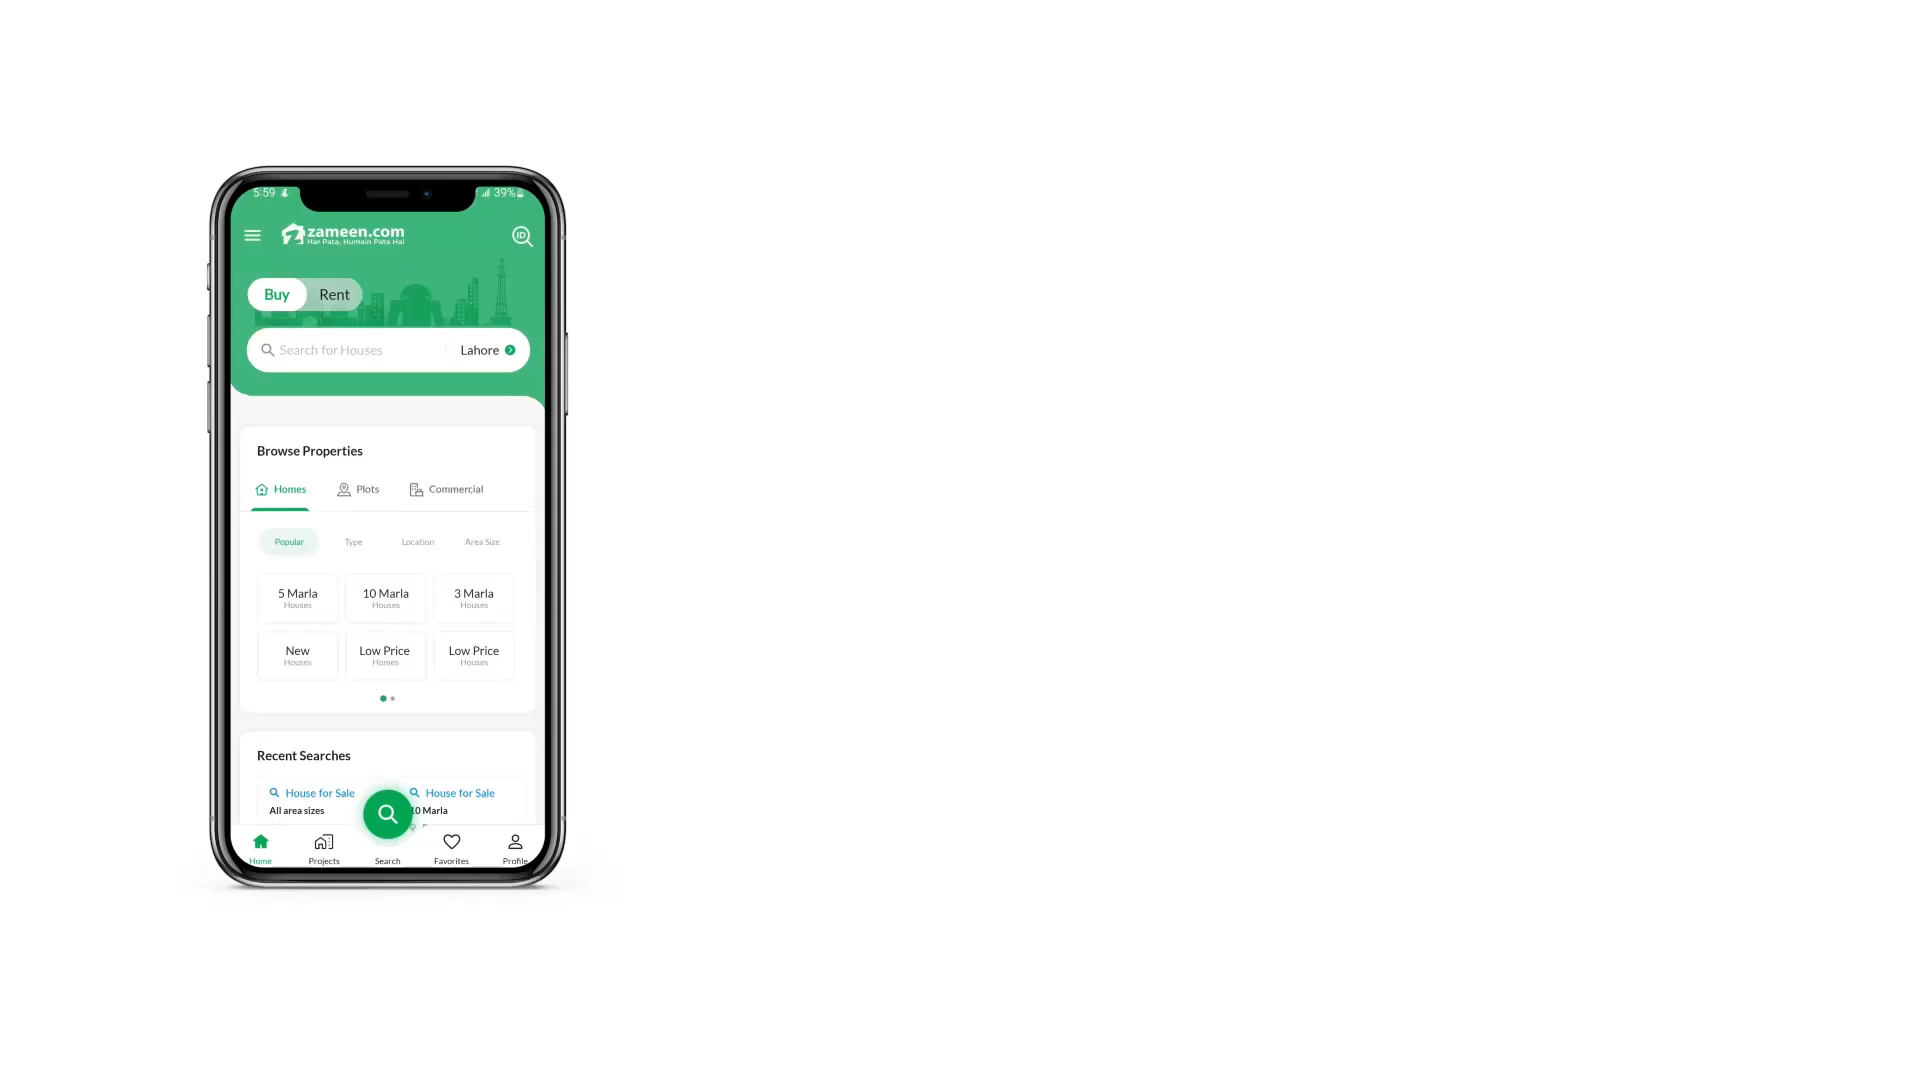 5:59
39%
zameen.com
Har Pata, Humain Pata Hai
ID
Buy Rent
Search for Houses Lahore
Browse Properties
Homes Plots Commercial
Popular Type Location Area Size
5 Marla 10 Marla 3 Marla
Houses Houses Houses
New Low Price Low Price
Houses Homes Houses
Recent Searches
House for Sale House for Sale
All area sizes 10 Marla
Home Projects Search Favorites Profile